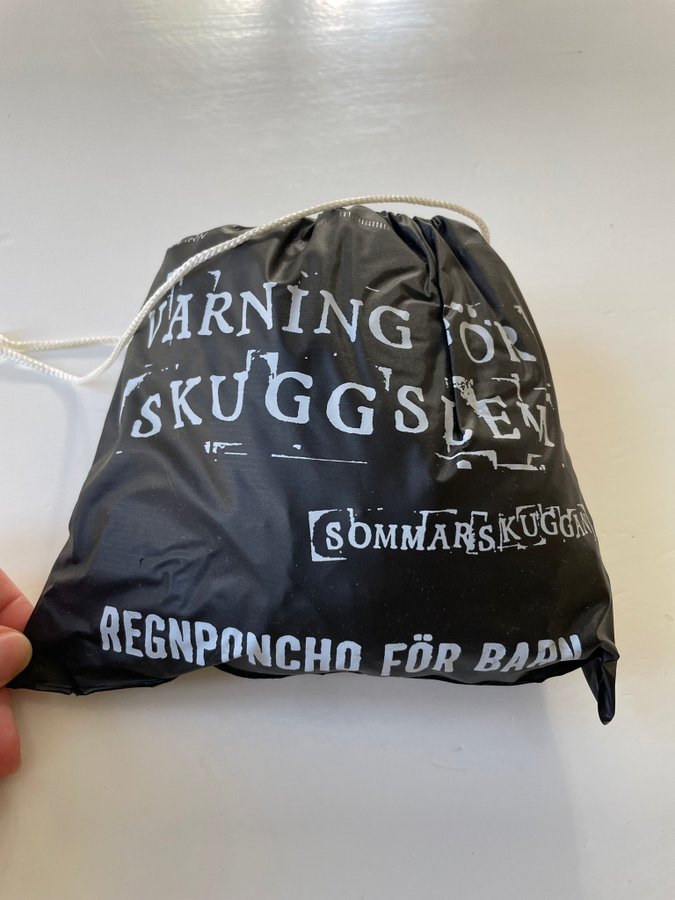 VARNING FÖR
SKUGGSLEM
SOMMARSKUGGAN
REGNPONCHO FÖR BARN